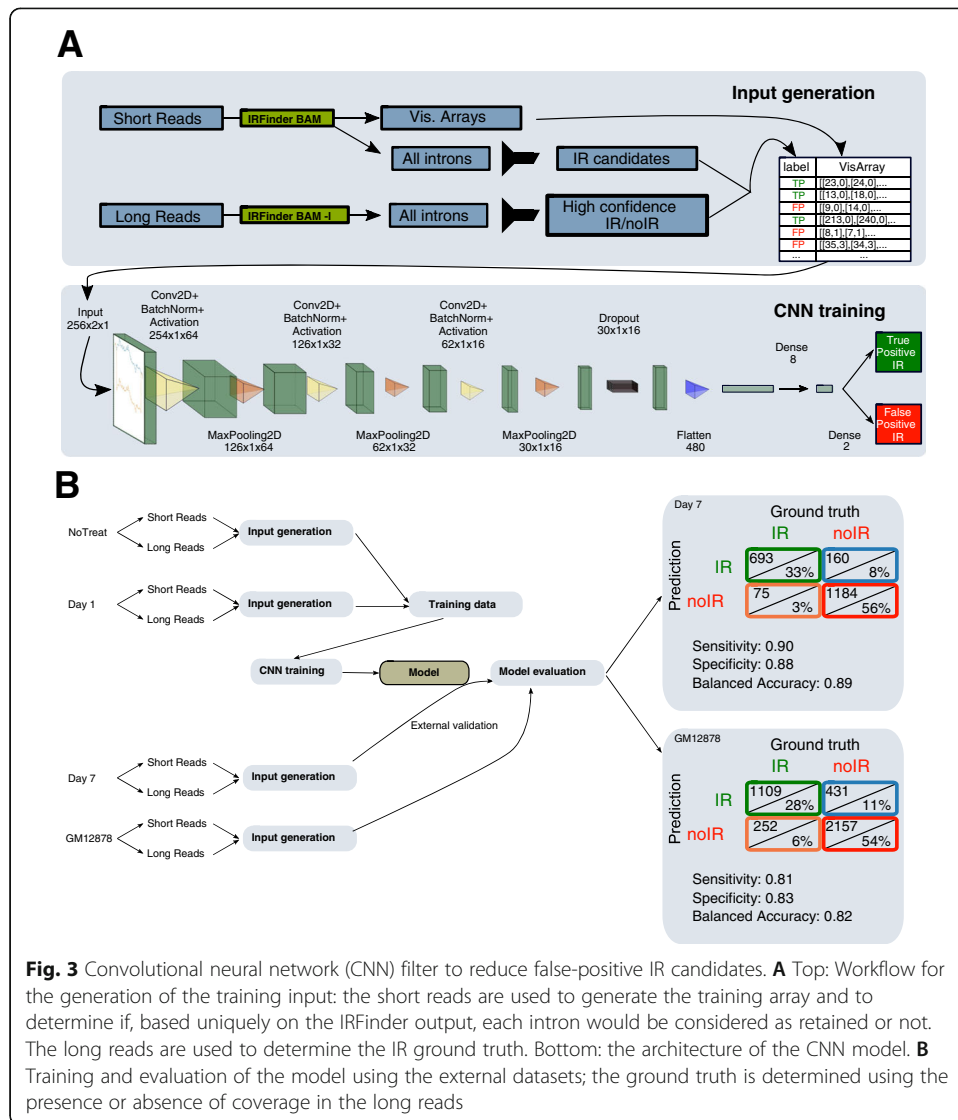 A
Input generation
Short Reads
IRFinder BAM
Vis. Arrays
All introns
IR candidates
Long Reads
IRFinder BAM -l
All introns
High confidence
IR/noIR
label VisArray
TP [[23,0],[24,0],...
TP [[13,0],[18,0],...
FP [[9,0],[14,0],...
TP [[213,0],[240,0],..
FP [[8,1],[7,1],...
FP [[35,3],[34,3],...
... ...
CNN training
Input
256x2x1
Conv2D+
BatchNorm+
Activation
254x1x64
MaxPooling2D
126x1x64
Conv2D+
BatchNorm+
Activation
126x1x32
MaxPooling2D
62x1x32
Conv2D+
BatchNorm+
Activation
62x1x16
MaxPooling2D
30x1x16
Dropout
30x1x16
Flatten
480
Dense
8
Dense
2
True
Positive
IR
False
Positive
IR
B
NoTreat
Short Reads
Long Reads
Input generation
Day 1
Short Reads
Long Reads
Input generation
Training data
CNN training
Model
Model evaluation
External validation
Day 7
Short Reads
Long Reads
Input generation
GM12878
Short Reads
Long Reads
Input generation
Day 7
Ground truth
IR noIR
Prediction
IR 693 33% 160 8%
noIR 75 3% 1184 56%
Sensitivity: 0.90
Specificity: 0.88
Balanced Accuracy: 0.89
GM12878
Ground truth
IR noIR
Prediction
IR 1109 28% 431 11%
noIR 252 6% 2157 54%
Sensitivity: 0.81
Specificity: 0.83
Balanced Accuracy: 0.82
Fig. 3 Convolutional neural network (CNN) filter to reduce false-positive IR candidates. A Top: Workflow for
the generation of the training input: the short reads are used to generate the training array and to
determine if, based uniquely on the IRFinder output, each intron would be considered as retained or not.
The long reads are used to determine the IR ground truth. Bottom: the architecture of the CNN model. B
Training and evaluation of the model using the external datasets; the ground truth is determined using the
presence or absence of coverage in the long reads